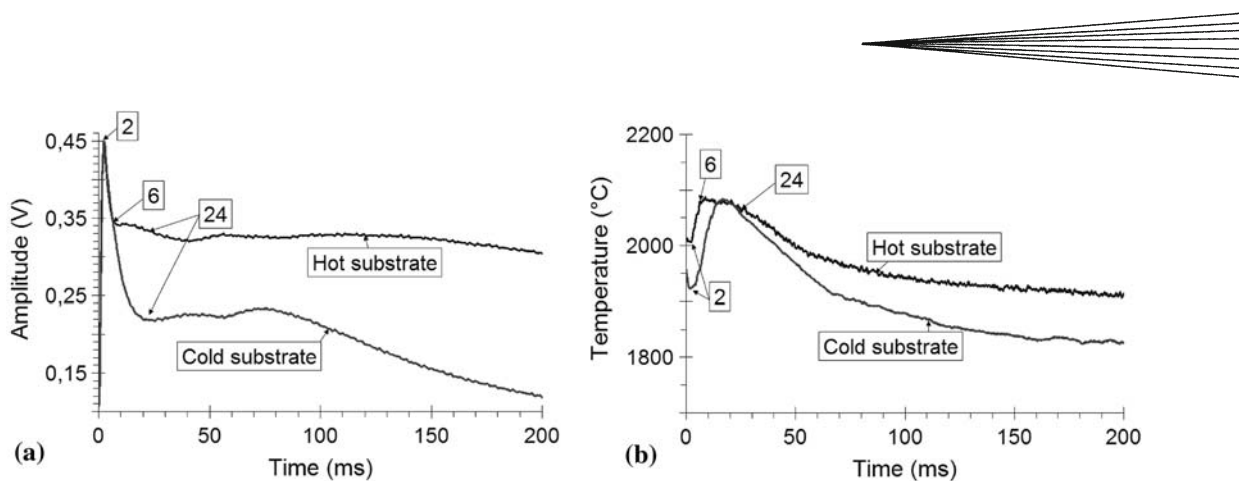 2
0,45
6
24
0,35
Hot substrate
0,25
Cold substrate
0,15
0 50 100 150 200
Amplitude (V)
Time (ms)
(a)
2200
6
24
2000
Hot substrate
2
1800
Cold substrate
0 50 100 150 200
Temperature (°C)
Time (ms)
(b)